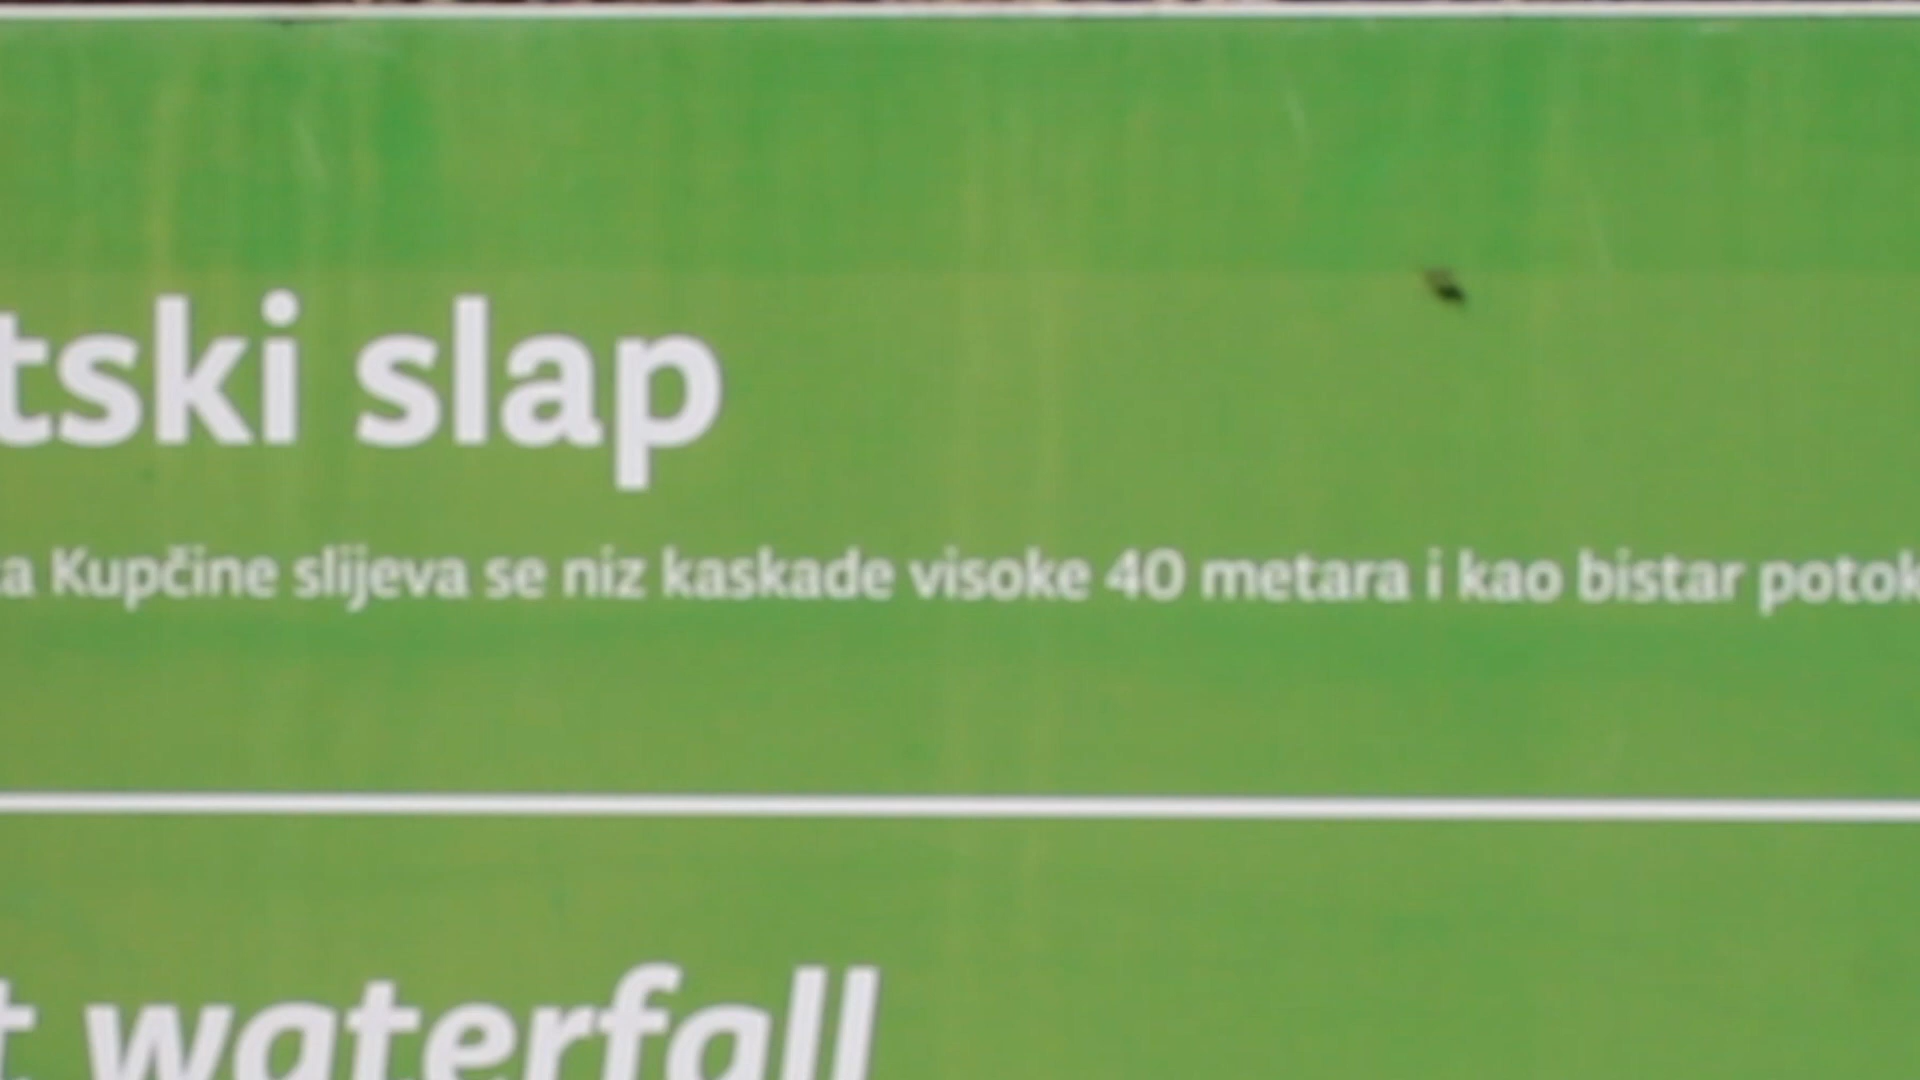 tski slap
a Kupčine slijeva se niz kaskade visoke 40 metara i kao bistar potok
t waterfall